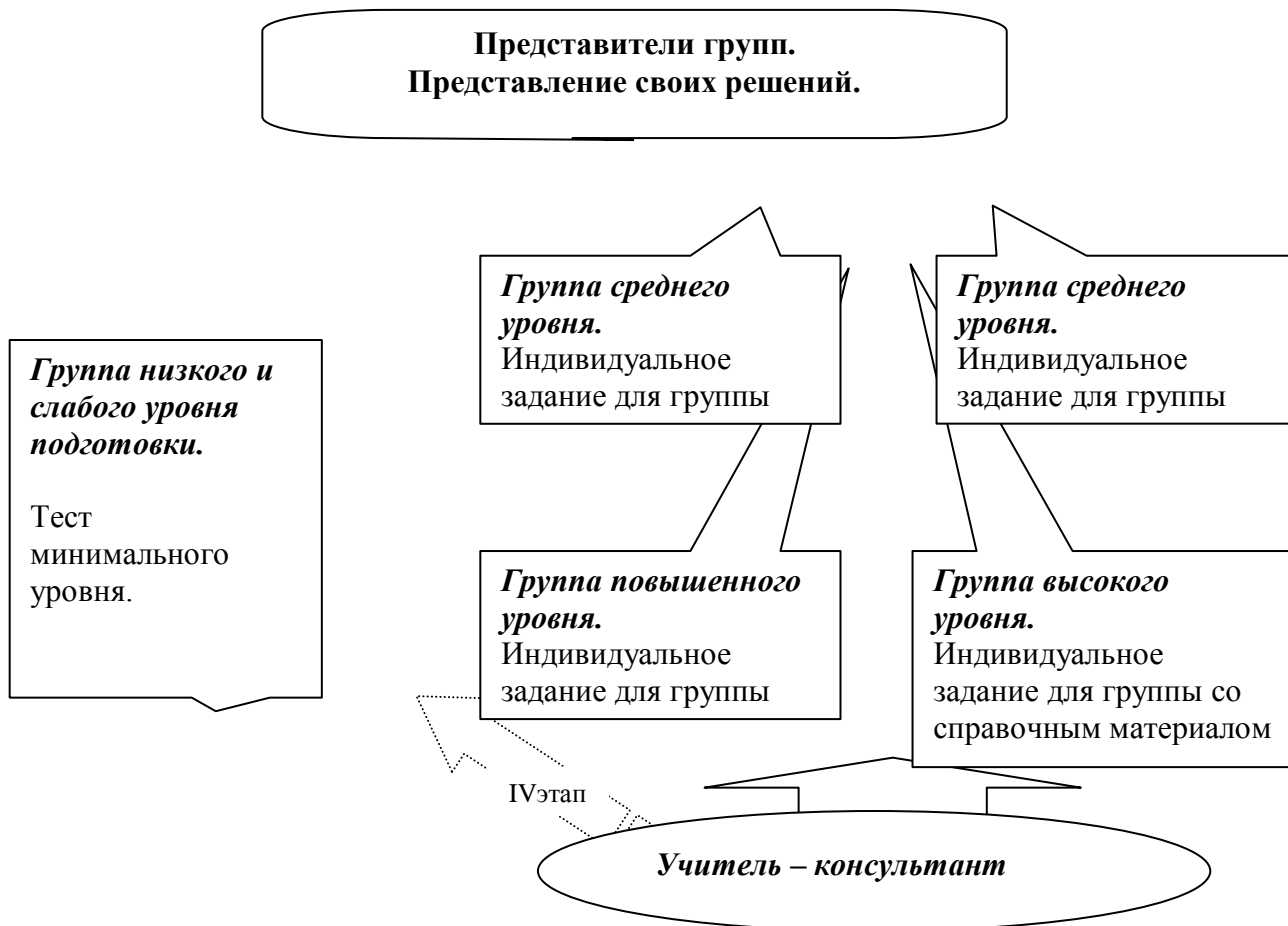 Представители групп.
Представление своих решений.
Группа среднего
уровня.
Индивидуальное
задание для группы
Группа среднего
уровня.
Индивидуальное
задание для группы
Группа низкого и
слабого уровня
подготовки.
Тест
минимального
уровня.
Группа повышенного
уровня.
Индивидуальное
задание для группы
Группа высокого
уровня.
Индивидуальное
задание для группы со
справочным материалом
IVэтап
Учитель – консультант